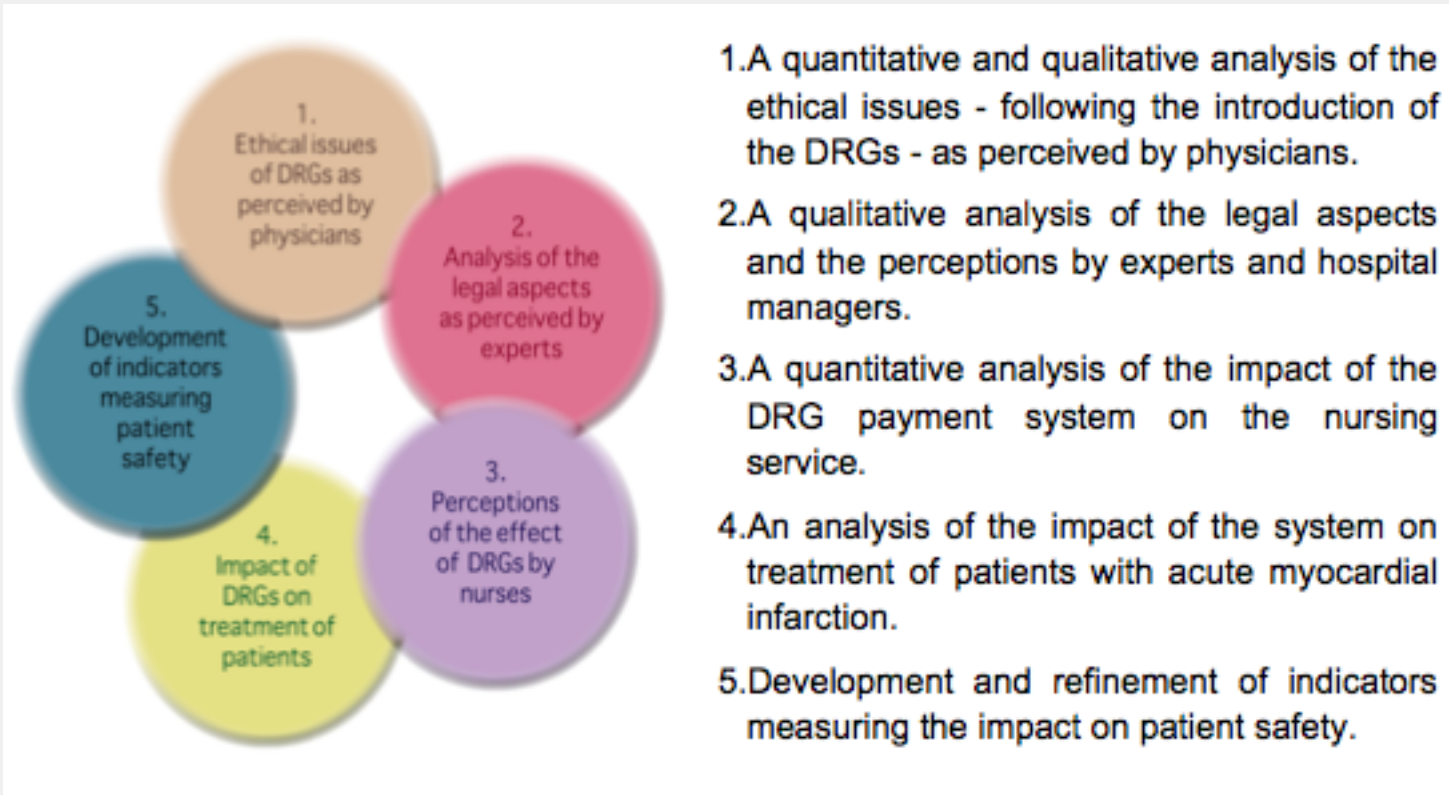 1.
Ethical issues
of DRGs as
perceived by
physicians
2.
Analysis of the
legal aspects
as perceived by
experts
3.
Perceptions
of the effect
of DRGs by
nurses
4.
Impact of
DRGs on
treatment of
patients
5.
Development
of indicators
measuring
patient
safety
1.A quantitative and qualitative analysis of the
ethical issues - following the introduction of
the DRGs - as perceived by physicians.
2.A qualitative analysis of the legal aspects
and the perceptions by experts and hospital
managers.
3.A quantitative analysis of the impact of the
DRG payment system on the nursing
service.
4.An analysis of the impact of the system on
treatment of patients with acute myocardial
infarction.
5.Development and refinement of indicators
measuring the impact on patient safety.